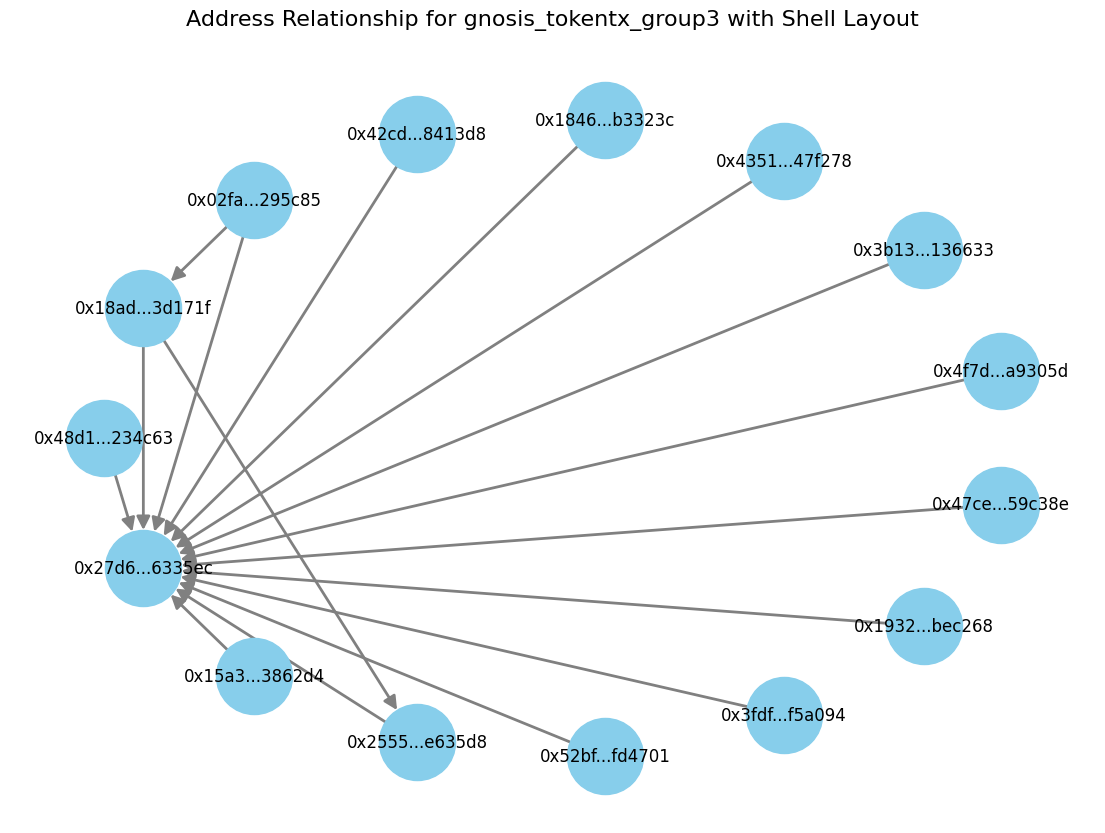 Address Relationship for gnosis_tokentx_group3 with Shell Layout
0x1846...b3323c
0x42cd...8413d8
0x4351...47f278
0x02fa...295c85
0x3b13...136633
0x18ad...3d171f
0x4f7d...a9305d
0x48d1...234c63
0x47ce...59c38e
0x27d6...6335ec
0x1932...bec268
0x15a3...3862d4
0x3fdf...f5a094
0x2555...e635d8
0x52bf...fd4701